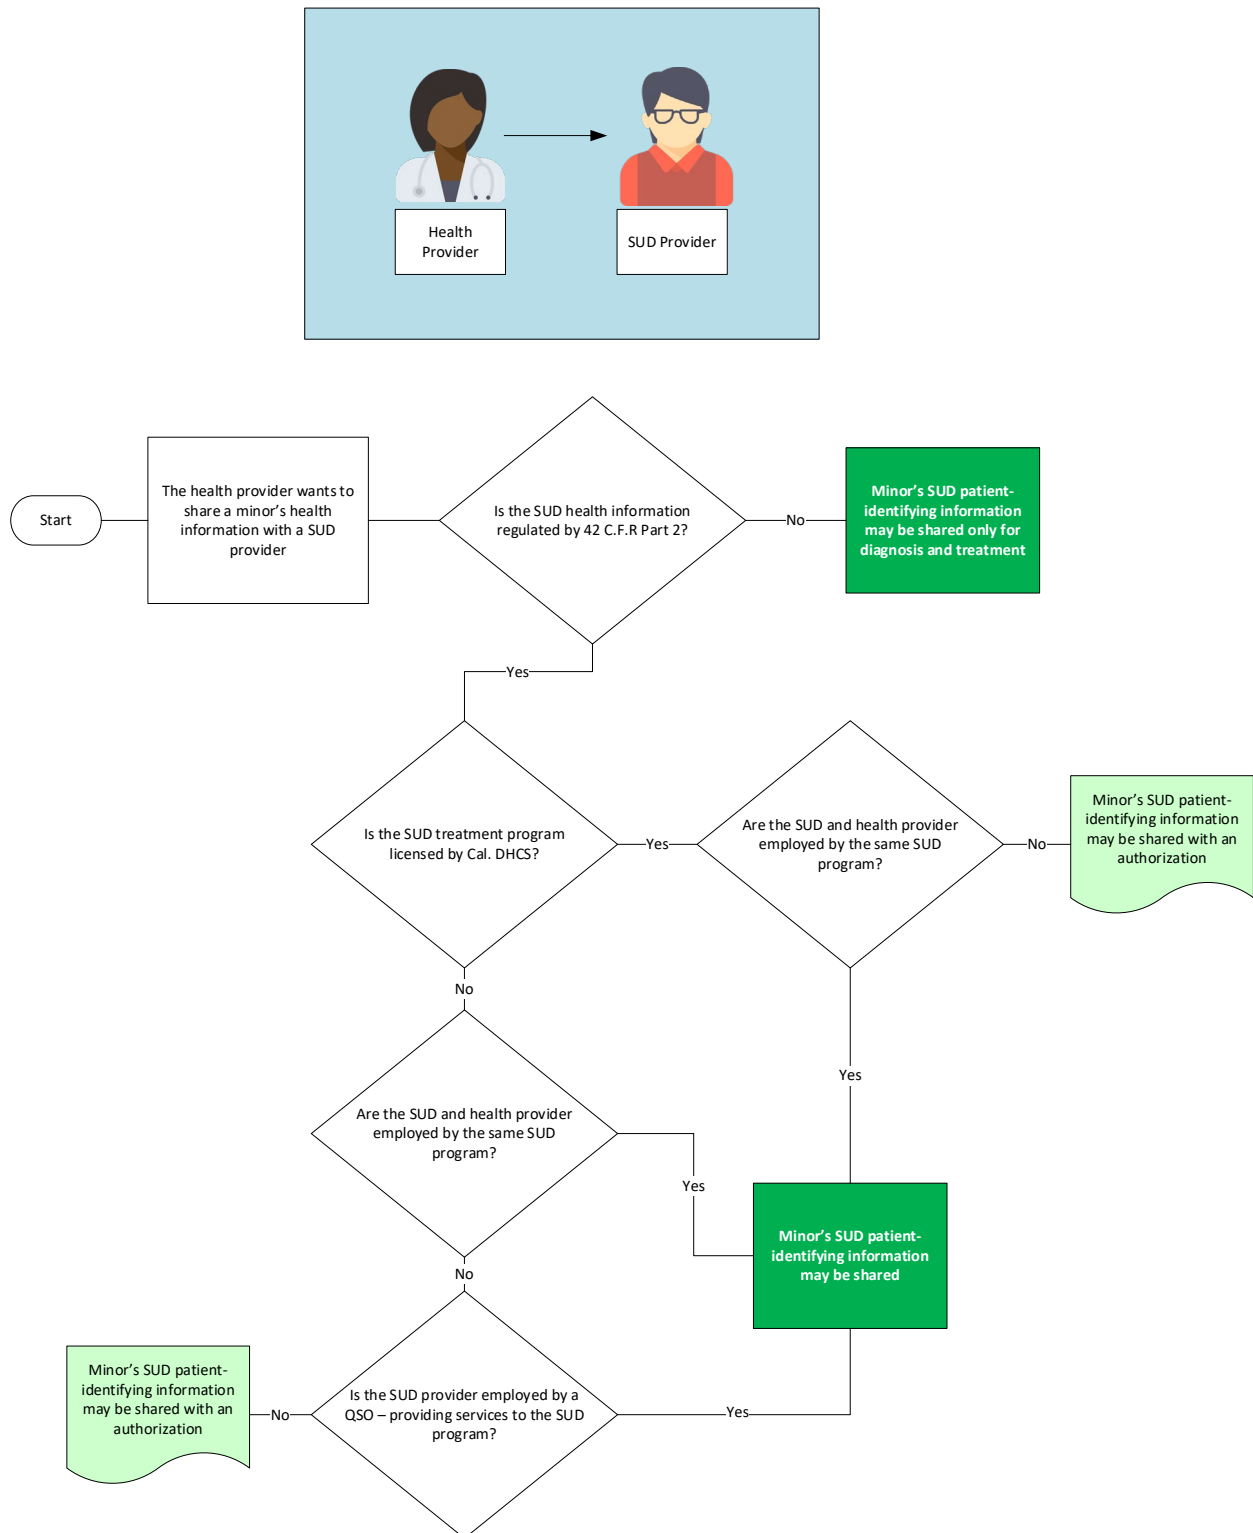 Health
Provider
SUD Provider
Start
The health provider wants to
share a minor's health
information with a SUD
provider
Is the SUD health information
regulated by 42 C.F.R Part 2?
No
Minor's SUD patient-
identifying information
may be shared only for
diagnosis and treatment
Yes
Is the SUD treatment program
licensed by Cal. DHCS?
Yes
Are the SUD and health provider
employed by the same SUD
program?
No
Minor's SUD patient-
identifying information
may be shared with an
authorization
No
Yes
Are the SUD and health provider
employed by the same SUD
program?
Yes
Minor's SUD patient-
identifying information
may be shared
No
Minor's SUD patient-
identifying information
may be shared with an
authorization
No
Is the SUD provider employed by a
QSO – providing services to the SUD
program?
Yes